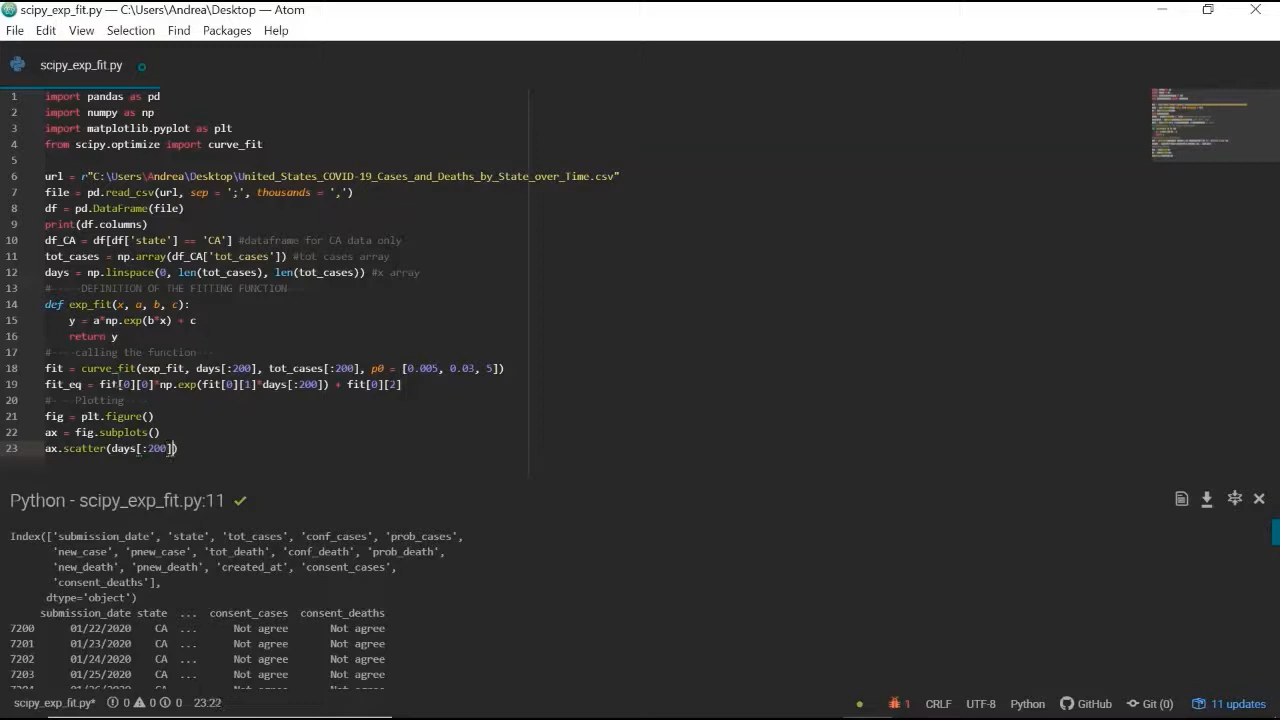 scipy_exp_fit.py — C:\Users\Andrea\Desktop — Atom
File Edit View Selection Find Packages Help
scipy_exp_fit.py
1 import pandas as pd
2 import numpy as np
3 import matplotlib.pyplot as plt
4 from scipy.optimize import curve_fit
5
6 url = r"C:\Users\Andrea\Desktop\United_States_COVID-19_Cases_and_Deaths_by_State_over_Time.csv"
7 file = pd.read_csv(url, sep = ';', thousands = ',')
8 df = pd.DataFrame(file)
9 print(df.columns)
10 df_CA = df[df['state'] == 'CA'] #dataframe for CA data only
11 tot_cases = np.array(df_CA['tot_cases']) #tot cases array
12 days = np.linspace(0, len(tot_cases), len(tot_cases)) #x array
13 #----DEFINITION OF THE FITTING FUNCTION----
14 def exp_fit(x, a, b, c):
15 y = a*np.exp(b*x) + c
16 return y
17 #----calling the function---
18 fit = curve_fit(exp_fit, days[:200], tot_cases[:200], p0 = [0.005, 0.03, 5])
19 fit_eq = fit[0][0]*np.exp(fit[0][1]*days[:200]) + fit[0][2]
20 #----Plotting----
21 fig = plt.figure()
22 ax = fig.subplots()
23 ax.scatter(days[:200])
Python - scipy_exp_fit.py:11
Index(['submission_date', 'state', 'tot_cases', 'conf_cases', 'prob_cases',
'new_case', 'pnew_case', 'tot_death', 'conf_death', 'prob_death',
'new_death', 'pnew_death', 'created_at', 'consent_cases',
'consent_deaths'],
dtype='object')
submission_date state ... consent_cases consent_deaths
7200 01/22/2020 CA ... Not agree Not agree
7201 01/23/2020 CA ... Not agree Not agree
7202 01/24/2020 CA ... Not agree Not agree
7203 01/25/2020 CA ... Not agree Not agree
scipy_exp_fit.py* 0 0 0 23:22 1 CRLF UTF-8 Python GitHub Git (0) 11 updates